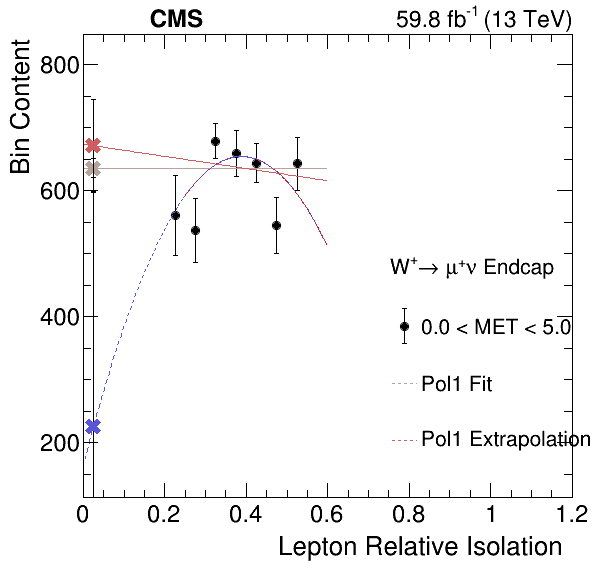 CMS 59.8 fb⁻¹ (13 TeV)
Bin Content
800
600
400
200
W⁺→ μ⁺ν Endcap
0.0 < MET < 5.0
Pol1 Fit
Pol1 Extrapolation
0 0.2 0.4 0.6 0.8 1 1.2
Lepton Relative Isolation